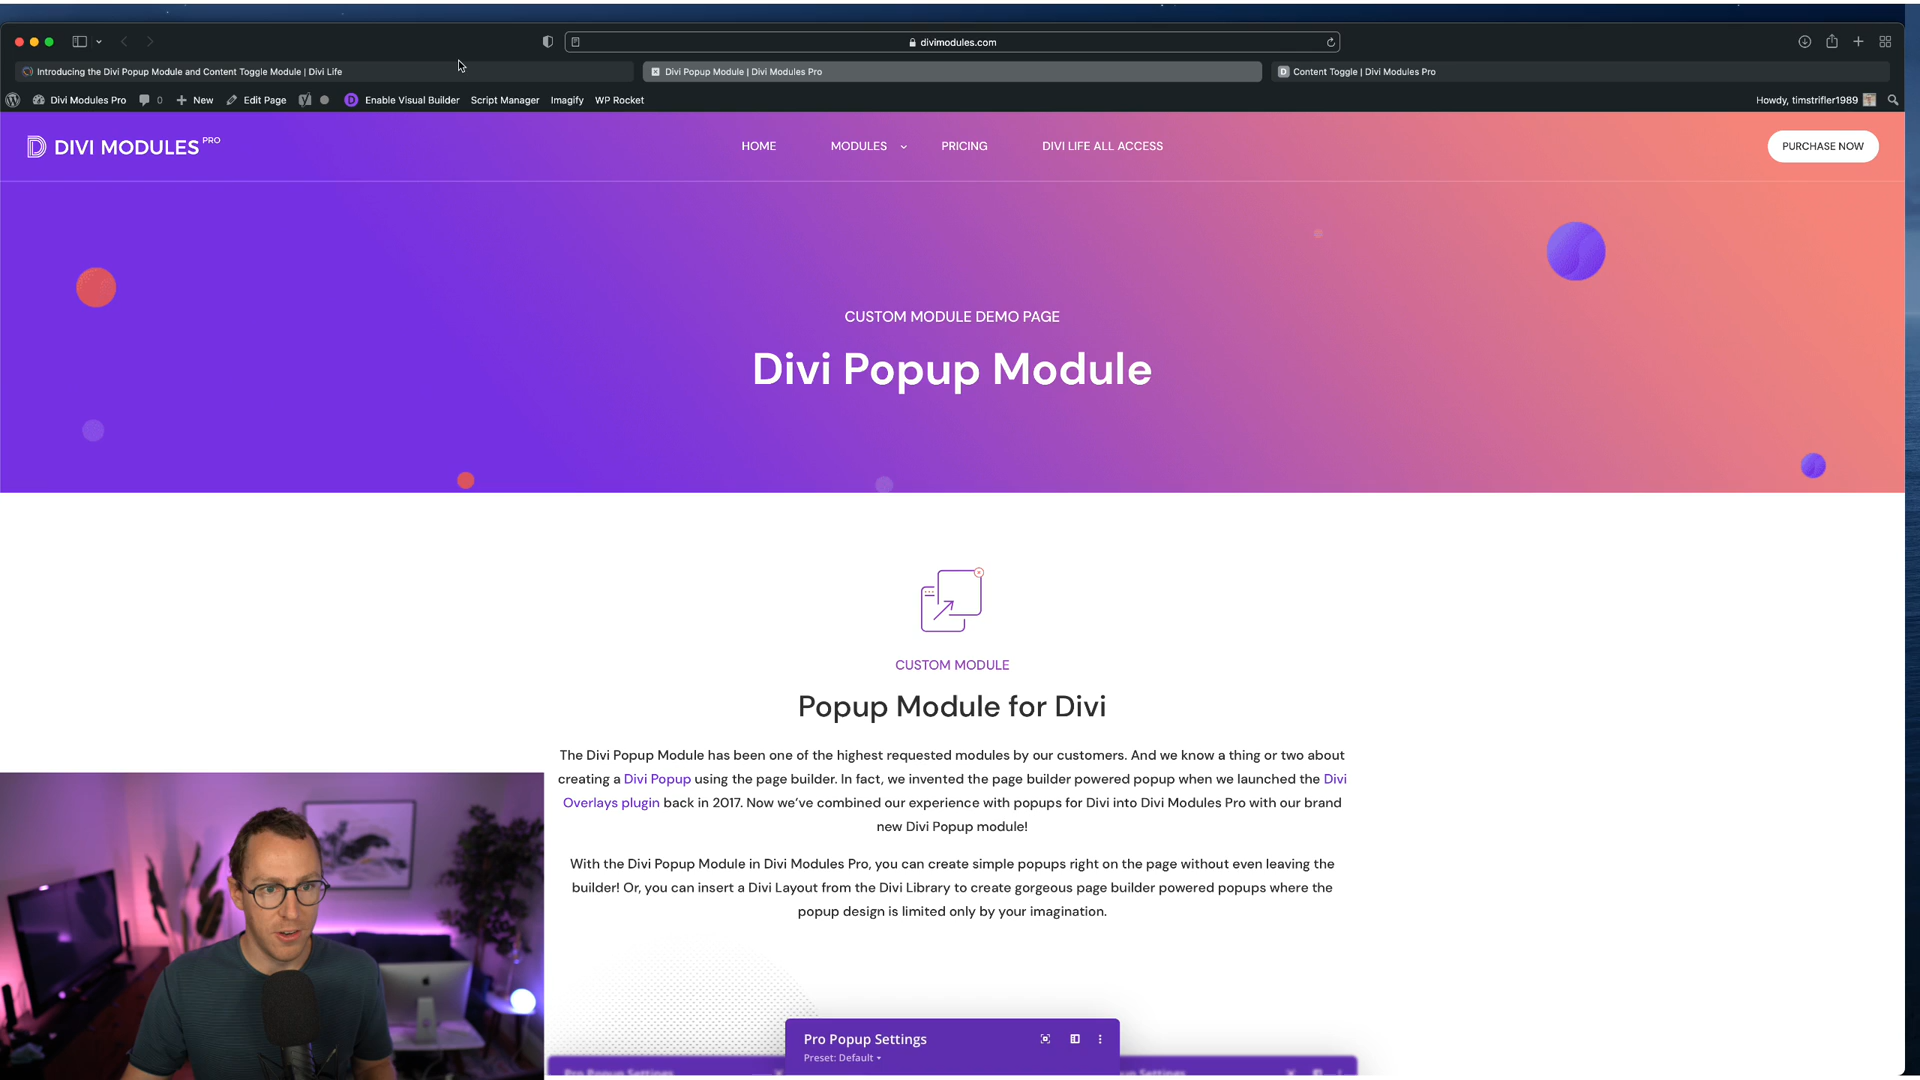 divimodules.com
Introducing the Divi Popup Module and Content Toggle Module | Divi Life
Divi Popup Module | Divi Modules Pro
Content Toggle | Divi Modules Pro
Divi Modules Pro 0 New Edit Page Enable Visual Builder Script Manager Imagify WP Rocket Howdy, timstrifler1989
DIVI MODULES PRO HOME MODULES PRICING DIVI LIFE ALL ACCESS PURCHASE NOW
CUSTOM MODULE DEMO PAGE
Divi Popup Module
CUSTOM MODULE
Popup Module for Divi
The Divi Popup Module has been one of the highest requested modules by our customers. And we know a thing or two about
creating a Divi Popup using the page builder. In fact, we invented the page builder powered popup when we launched the Divi
Overlays plugin back in 2017. Now we've combined our experience with popups for Divi into Divi Modules Pro with our brand
new Divi Popup module!
With the Divi Popup Module in Divi Modules Pro, you can create simple popups right on the page without even leaving the
builder! Or, you can insert a Divi Layout from the Divi Library to create gorgeous page builder powered popups where the
popup design is limited only by your imagination.
Pro Popup Settings
Preset: Default
Pro Popup Settings